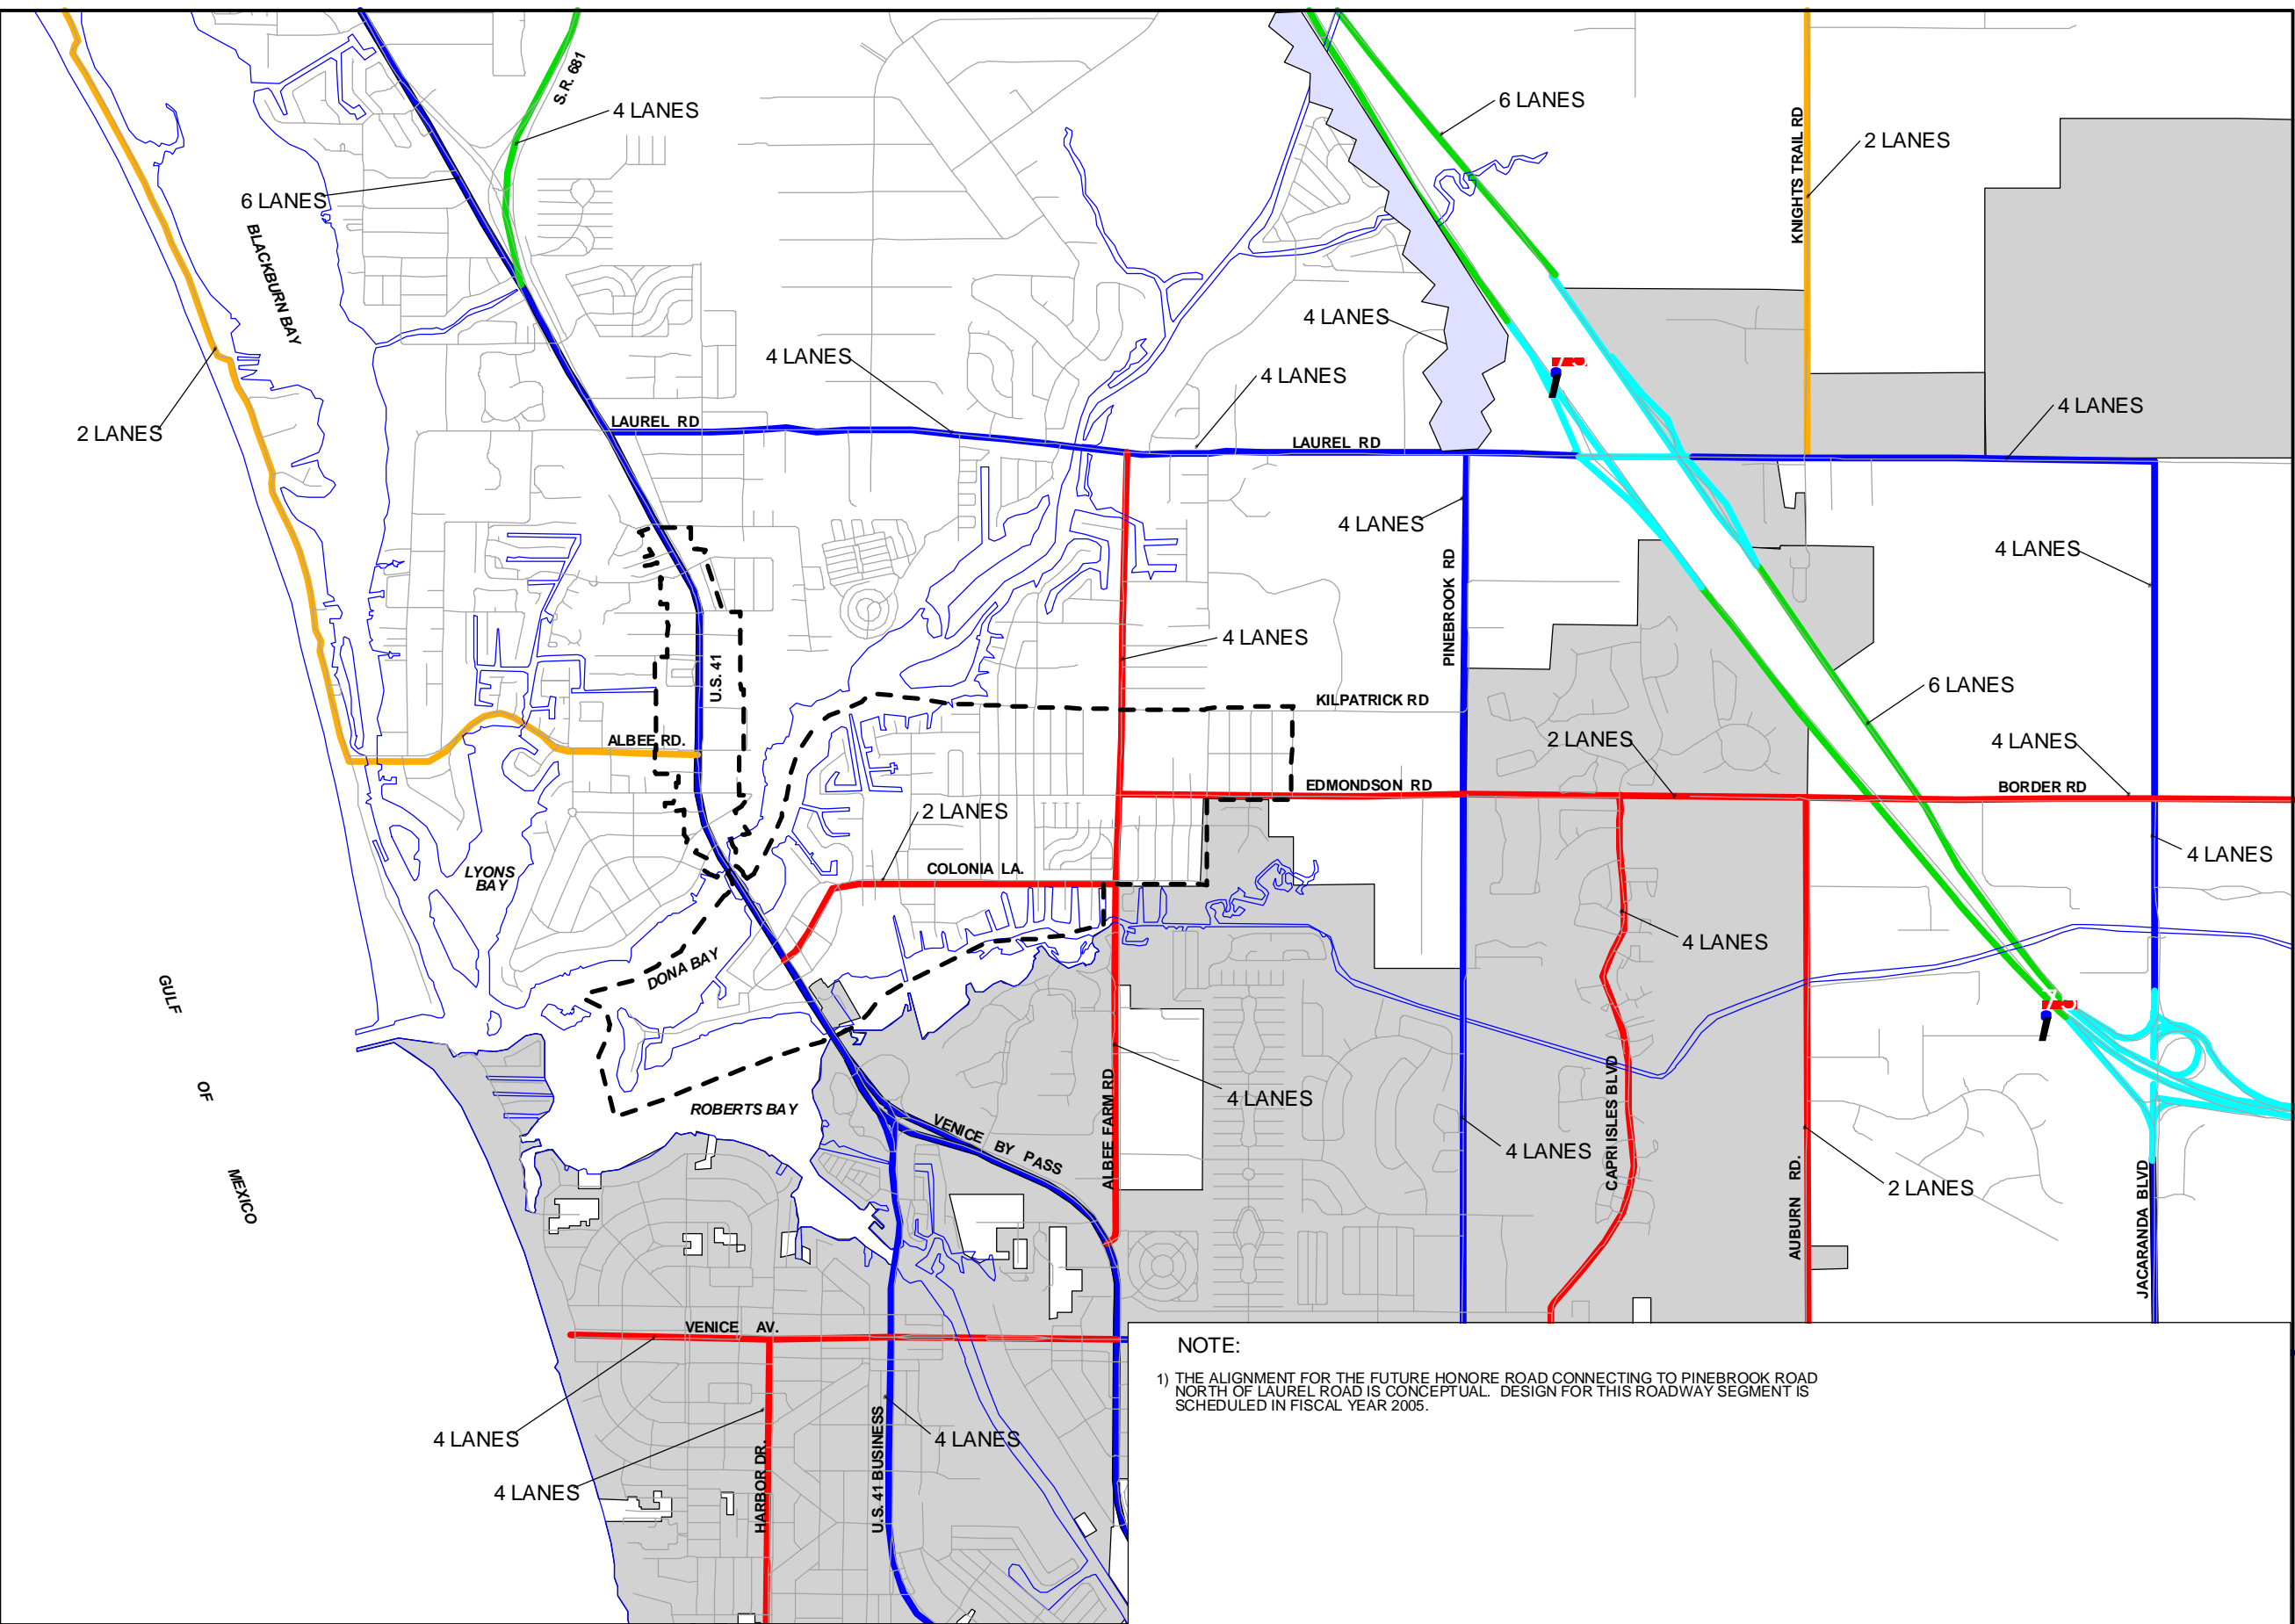 S.R. 681
4 LANES
6 LANES
KNIGHTS TRAIL RD
2 LANES
6 LANES
BLACKBURN BAY
4 LANES
4 LANES
4 LANES
4 LANES
2 LANES
LAUREL RD
LAUREL RD
4 LANES
4 LANES
PINEBROOK RD
4 LANES
U.S. 41
6 LANES
KILPATRICK RD
ALBEE RD.
2 LANES
4 LANES
EDMONDSON RD
BORDER RD
2 LANES
4 LANES
LYONS
BAY
COLONIA LA.
4 LANES
DONA BAY
GULF
OF
MEXICO
ROBERTS BAY
VENICE BY PASS
ALBEE FARM RD
4 LANES
4 LANES
CAPRI ISLES BLVD
AUBURN RD.
2 LANES
JACARANDA BLVD
VENICE AV.
4 LANES
4 LANES
HARBOR DR.
U.S. 41 BUSINESS
4 LANES
NOTE:
1) THE ALIGNMENT FOR THE FUTURE HONORE ROAD CONNECTING TO PINEBROOK ROAD
NORTH OF LAUREL ROAD IS CONCEPTUAL. DESIGN FOR THIS ROADWAY SEGMENT IS
SCHEDULED IN FISCAL YEAR 2005.